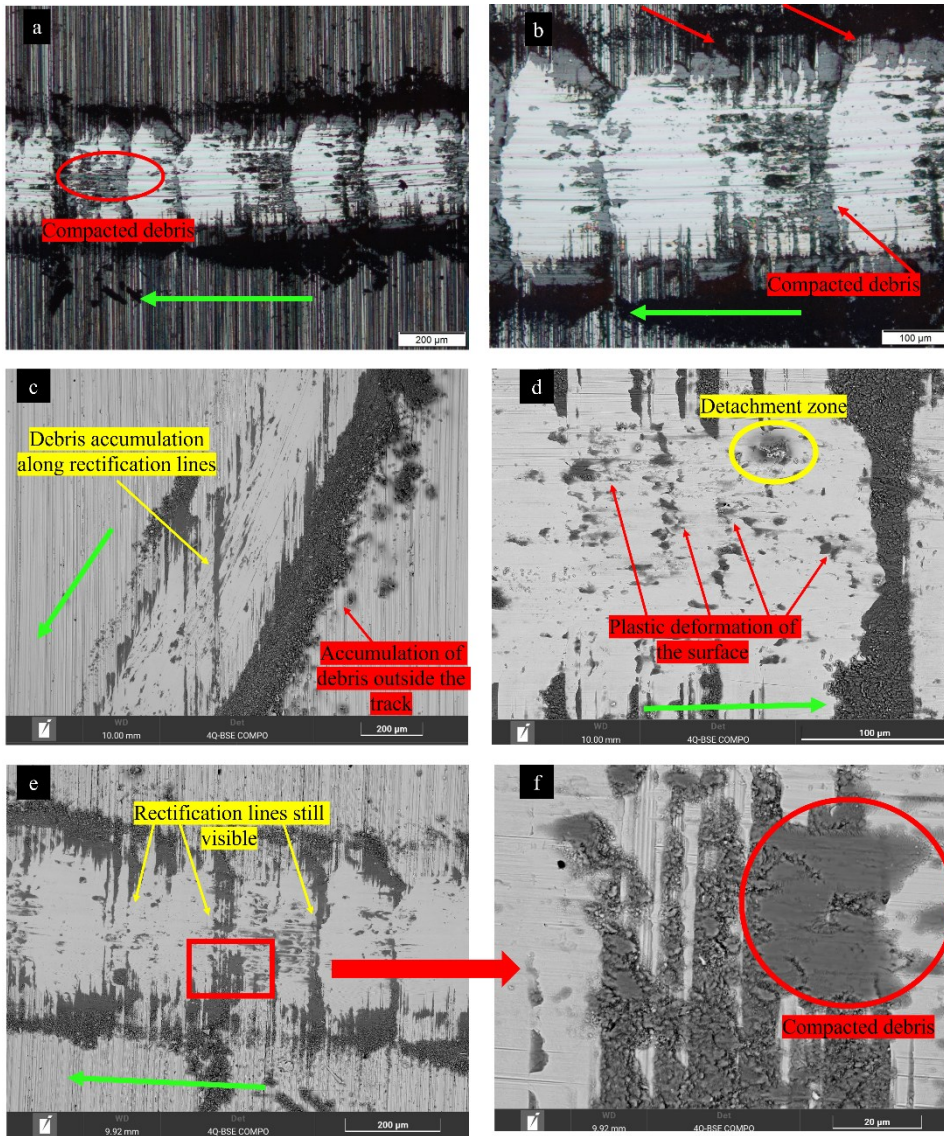 a
Compacted debris
200 µm
b
Compacted debris
100 µm
c
Debris accumulation
along rectification lines
Accumulation of
debris outside the
track
WD
Det
10.00 mm
4Q-BSE COMPO
200 µm
d
Detachment zone
Plastic deformation of
the surface
WD
Det
10.00 mm
4Q-BSE COMPO
100 µm
e
Rectification lines still
visible
WD
Det
9.92 mm
4Q-BSE COMPO
200 µm
f
Compacted debris
WD
Det
9.92 mm
4Q-BSE COMPO
20 µm